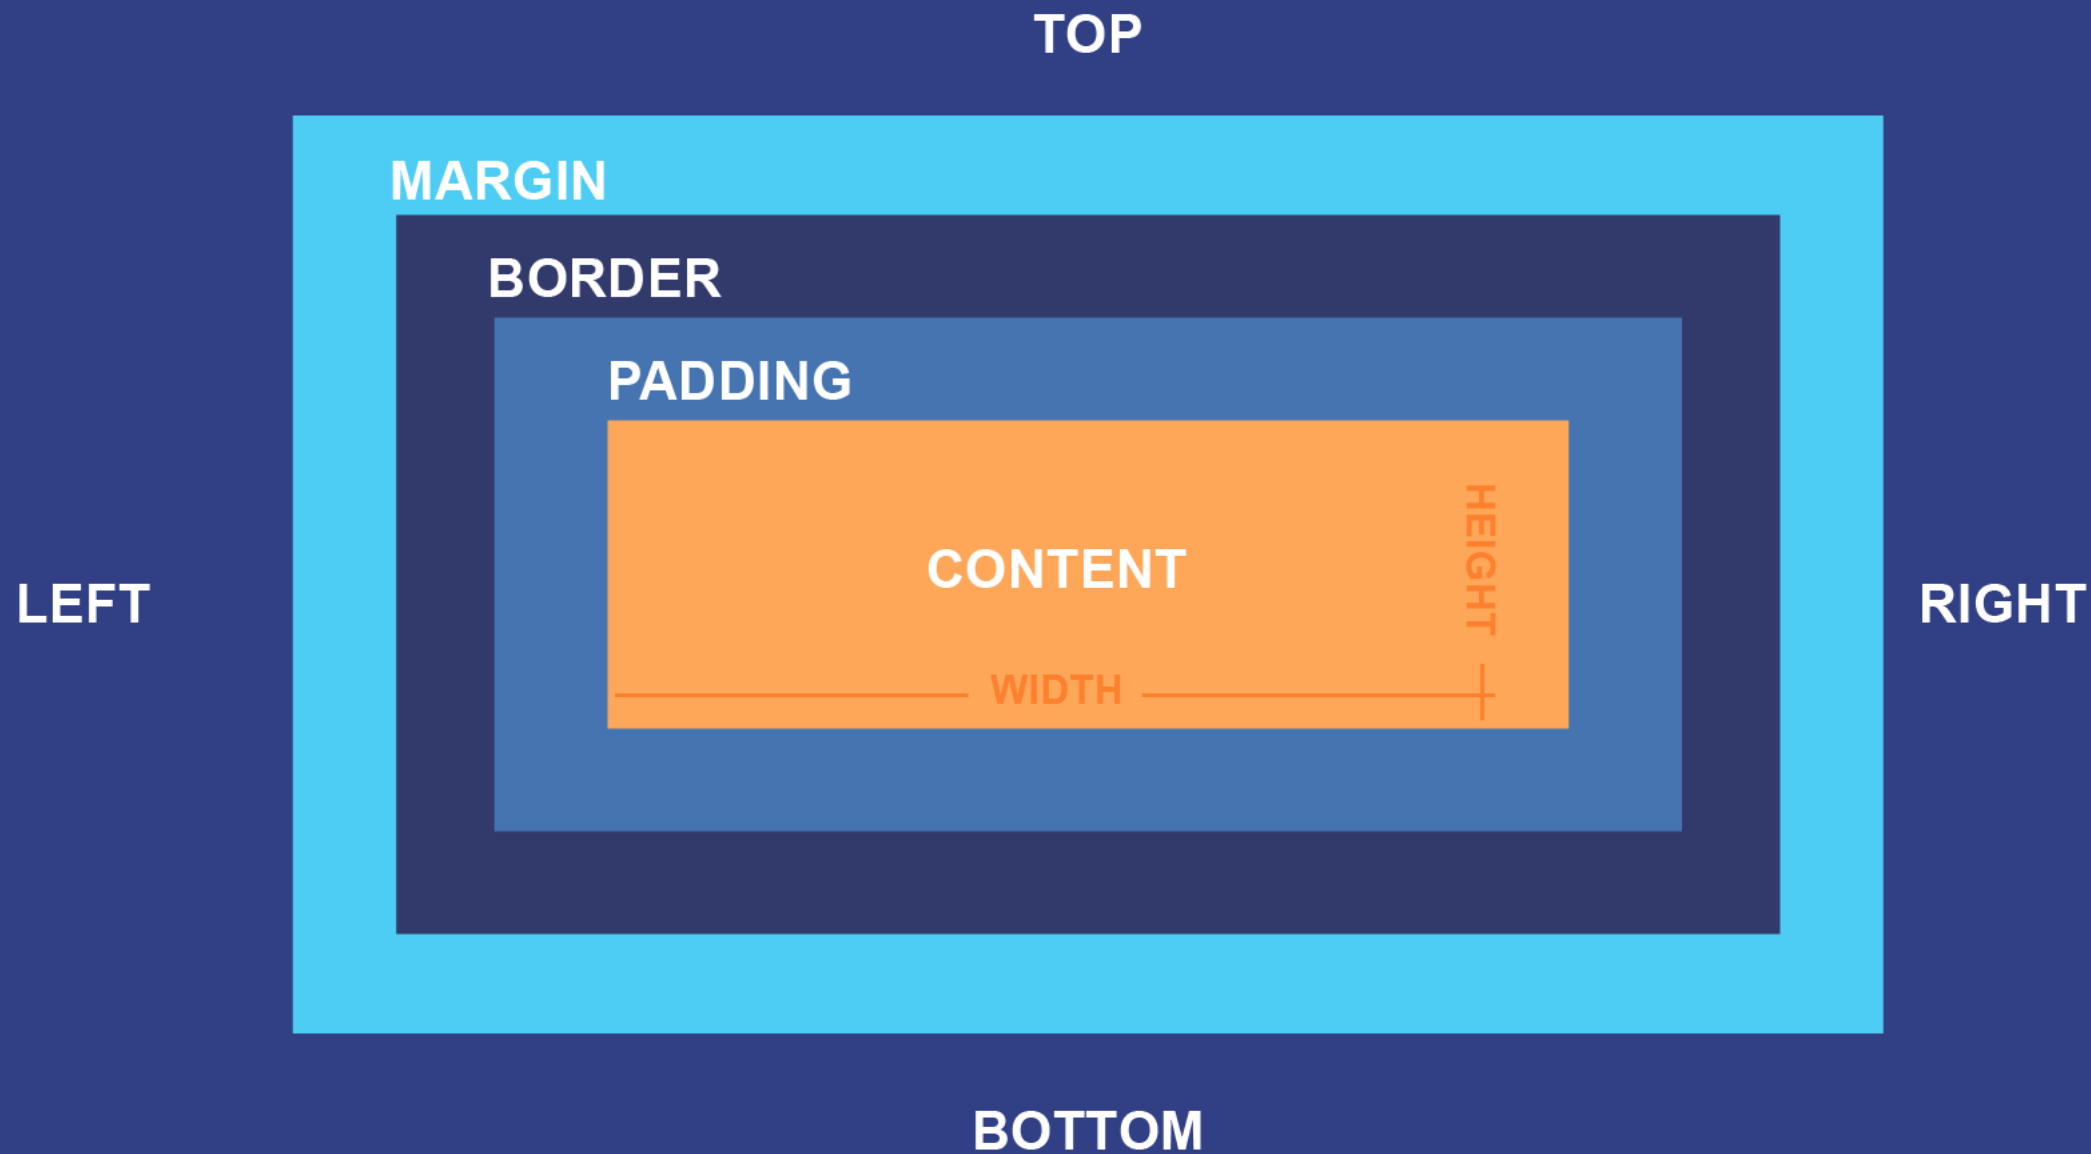 TOP
MARGIN
BORDER
PADDING
HEIGHT
CONTENT
LEFT
RIGHT
WIDTH
BOTTOM